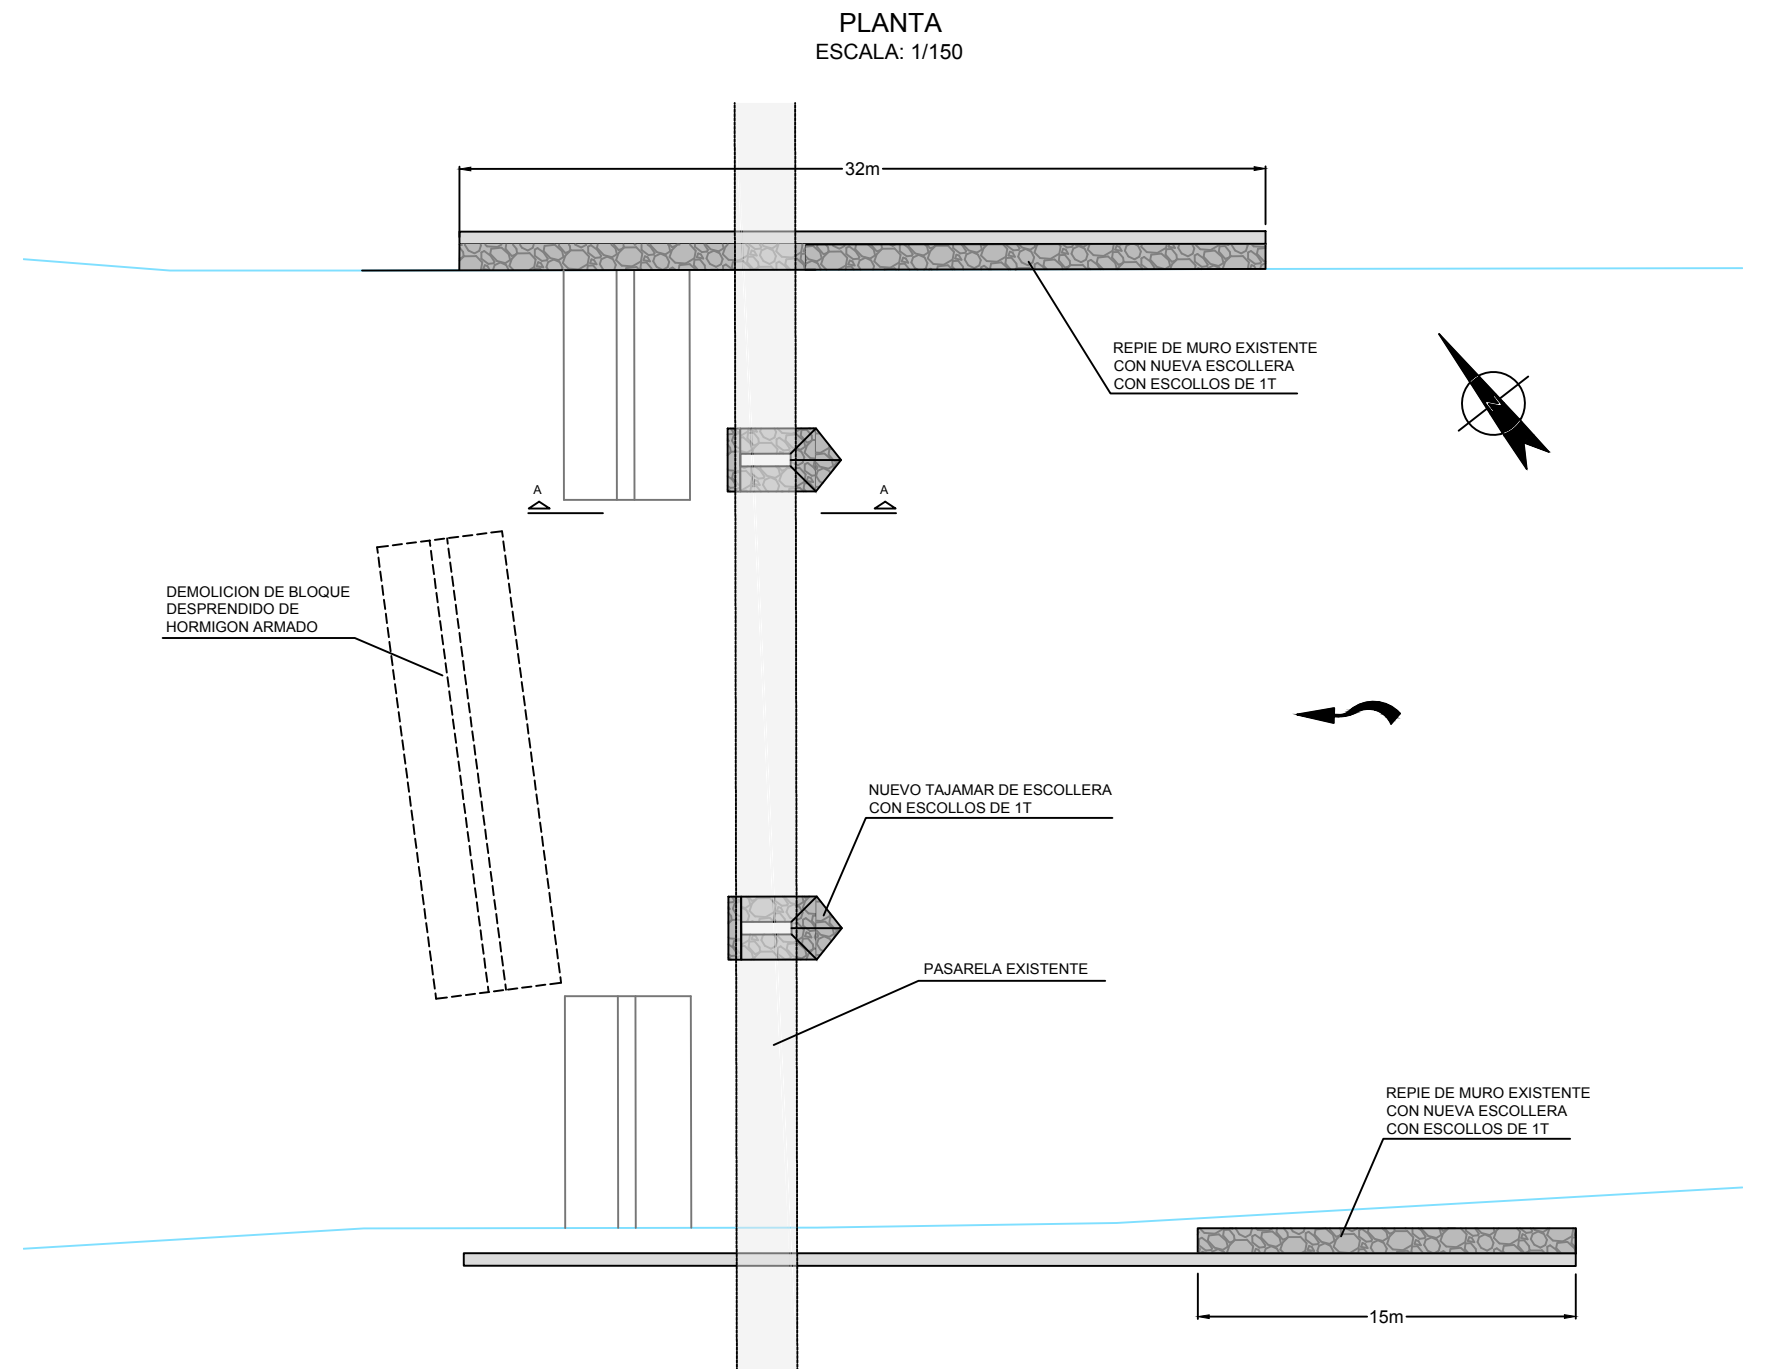 PLANTA
ESCALA: 1/150
32m
REPIE DE MURO EXISTENTE
CON NUEVA ESCOLLERA
CON ESCOLLOS DE 1T
N
A
A
DEMOLICION DE BLOQUE
DESPRENDIDO DE
HORMIGON ARMADO
NUEVO TAJAMAR DE ESCOLLERA
CON ESCOLLOS DE 1T
PASARELA EXISTENTE
REPIE DE MURO EXISTENTE
CON NUEVA ESCOLLERA
CON ESCOLLOS DE 1T
15m